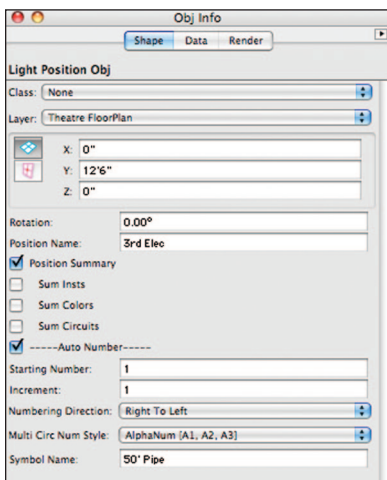 Obj Info
Shape Data Render
Light Position Obj
Class: None
Layer: Theatre FloorPlan
X: 0"
Y: 12'6"
Z: 0"
Rotation: 0.00°
Position Name: 3rd Elec
Position Summary
Sum Insts
Sum Colors
Sum Circuits
-----Auto Number-----
Starting Number: 1
Increment: 1
Numbering Direction: Right To Left
Multi Circ Num Style: AlphaNum [A1, A2, A3]
Symbol Name: 50' Pipe